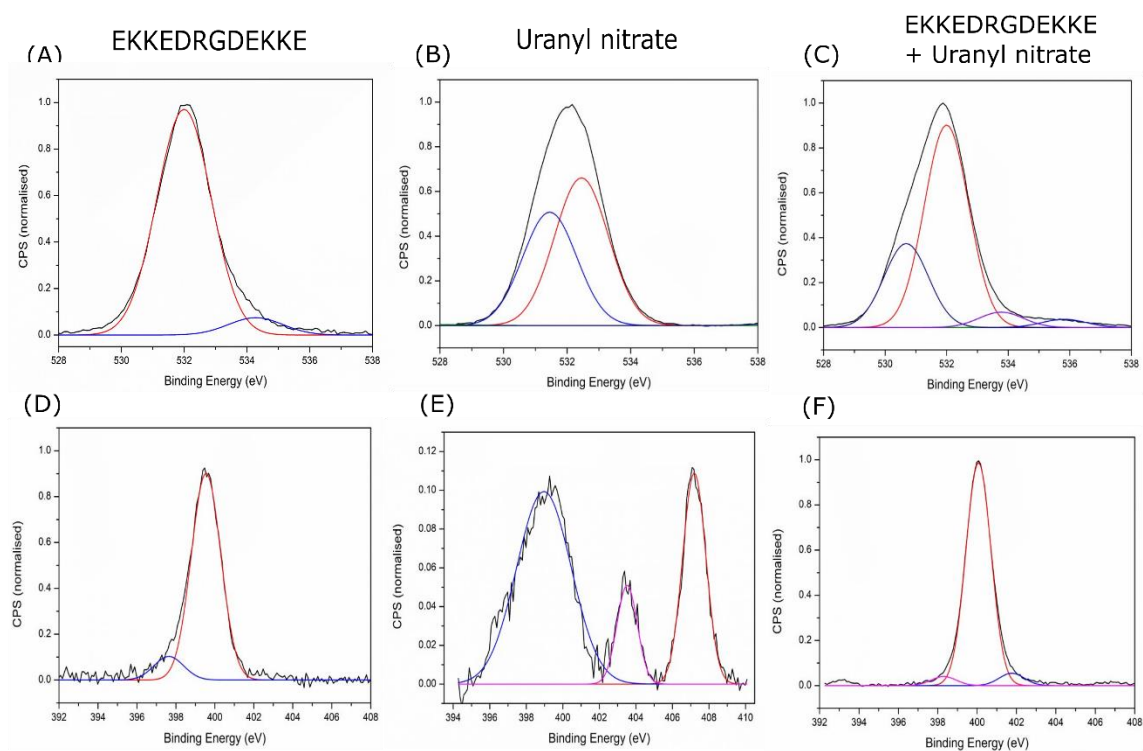 EKKEDRGDEKKE
Uranyl nitrate
EKKEDRGDEKKE
+ Uranyl nitrate
(A)
(B)
(C)
CPS (normalised)
1.0
0.8
0.6
0.4
0.2
0.0
528 530 532 534 536 538
Binding Energy (eV)
CPS (normalised)
1.0
0.8
0.6
0.4
0.2
0.0
528 530 532 534 536 538
Binding Energy (eV)
CPS (normalised)
1.0
0.8
0.6
0.4
0.2
0.0
528 530 532 534 536 538
Binding Energy (eV)
(D)
(E)
(F)
CPS (normalised)
1.0
0.8
0.6
0.4
0.2
0.0
392 394 396 398 400 402 404 406 408
Binding Energy (eV)
CPS (normalised)
0.12
0.10
0.08
0.06
0.04
0.02
0.00
394 396 398 400 402 404 406 408 410
Binding Energy (eV)
CPS (normalised)
1.0
0.8
0.6
0.4
0.2
0.0
392 394 396 398 400 402 404 406 408
Binding Energy (eV)